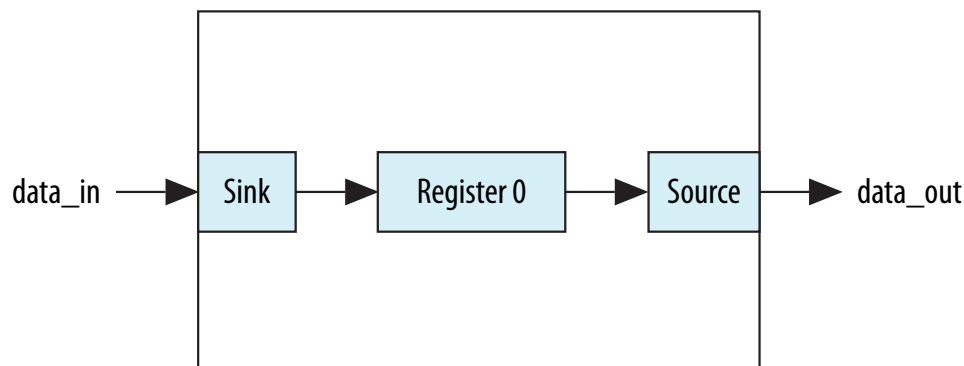 data_in
Sink
Register 0
Source
data_out